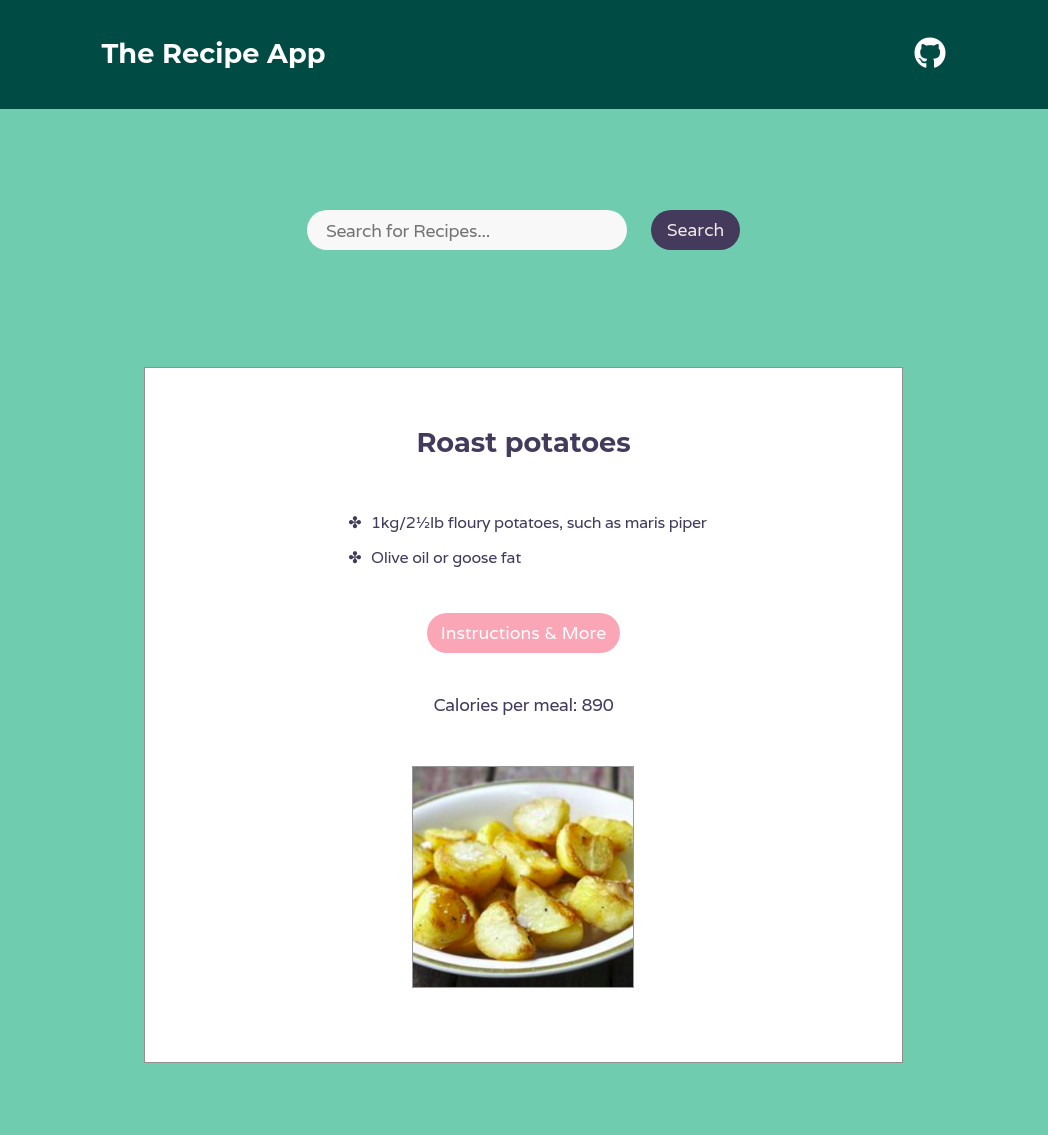 The Recipe App
Search for Recipes...
Search
Roast potatoes
✤ 1kg/2½lb floury potatoes, such as maris piper
✤ Olive oil or goose fat
Instructions & More
Calories per meal: 890